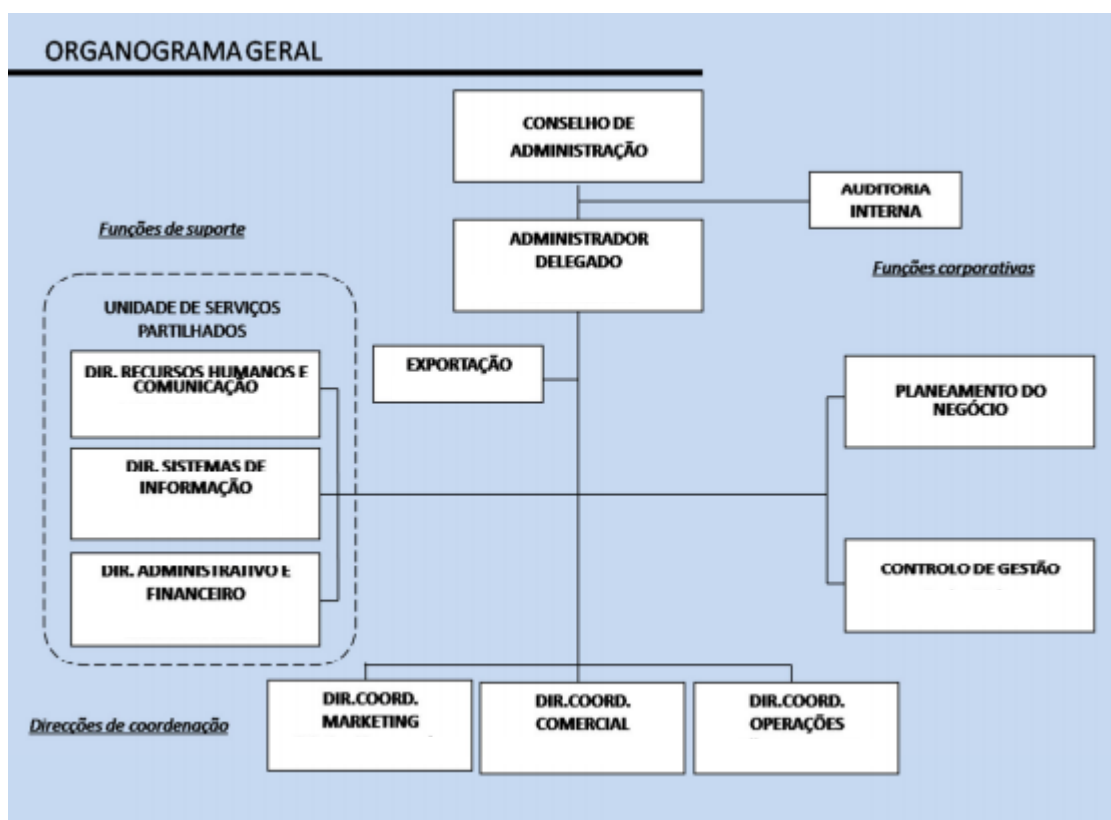 ORGANOGRAMA GERAL
CONSELHO DE
ADMINISTRAÇÃO
AUDITORIA
INTERNA
Funções de suporte
ADMINISTRADOR
DELEGADO
Funções corporativas
UNIDADE DE SERVIÇOS
PARTILHADOS
DIR. RECURSOS HUMANOS E
COMUNICAÇÃO
EXPORTAÇÃO
PLANEAMENTO DO
NEGÓCIO
DIR. SISTEMAS DE
INFORMAÇÃO
DIR. ADMINISTRATIVO E
FINANCEIRO
CONTROLO DE GESTÃO
Direcções de coordenação
DIR.COORD.
MARKETING
DIR.COORD.
COMERCIAL
DIR.COORD.
OPERAÇÕES